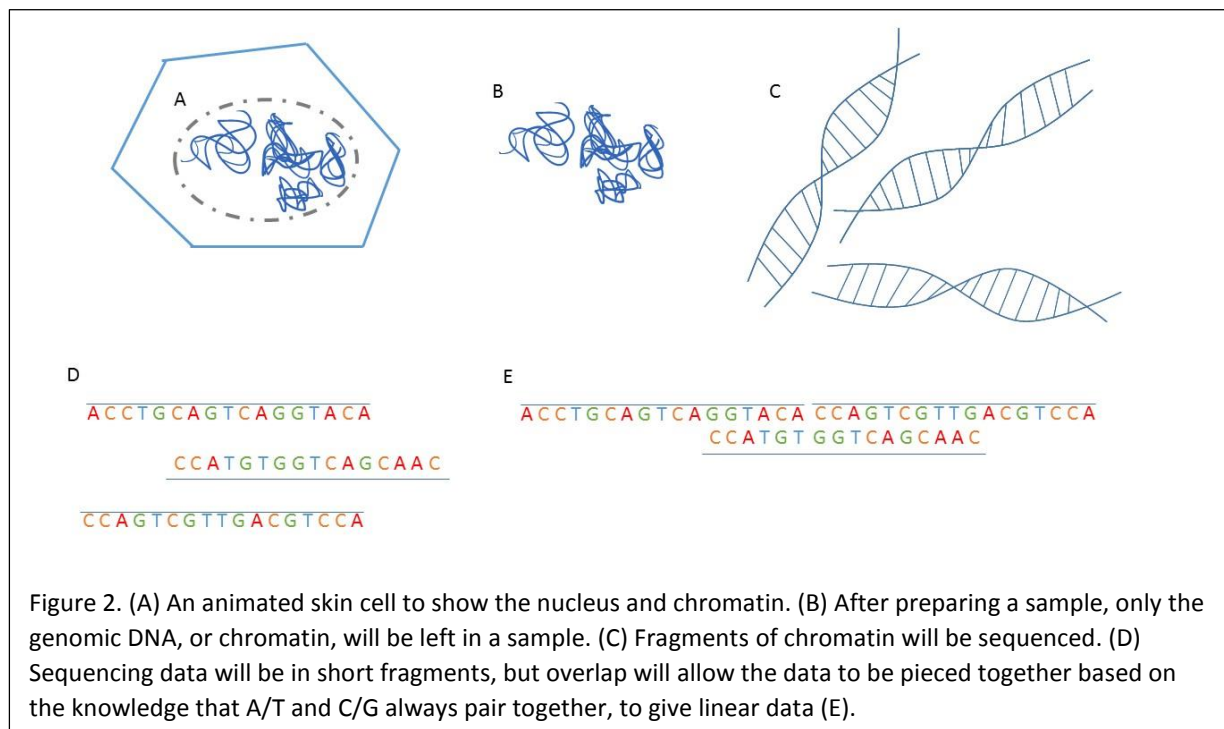 A
B
C
D
ACCTGCAGTCAGGTACA
CCATGTGGTCAGCAAC
CCAGTCGTTGACGTCCA
E
ACCTGCAGTCAGGTACA CCAGTCGTTGACGTCCA
CCATGT GGTCAGCAAC
Figure 2. (A) An animated skin cell to show the nucleus and chromatin. (B) After preparing a sample, only the
genomic DNA, or chromatin, will be left in a sample. (C) Fragments of chromatin will be sequenced. (D)
Sequencing data will be in short fragments, but overlap will allow the data to be pieced together based on
the knowledge that A/T and C/G always pair together, to give linear data (E).